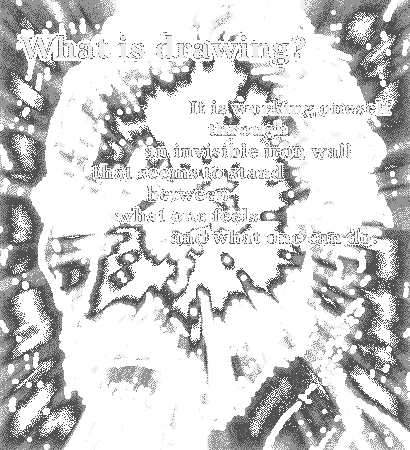 What is drawing?
It is working oneself
through
an invisible iron wall
that seems to stand
between
what one feels
and what one can do.